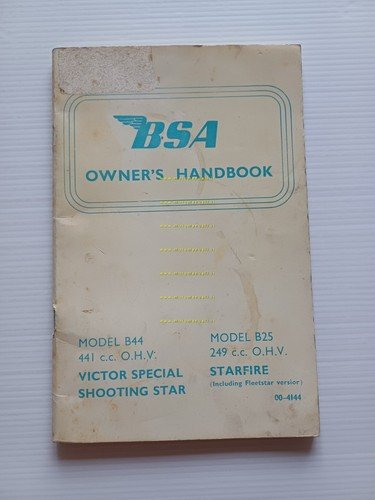 BSA
OWNER'S HANDBOOK
MODEL B44
441 c.c. O.H.V.
VICTOR SPECIAL
SHOOTING STAR
MODEL B25
249 c.c. O.H.V.
STARFIRE
(Including Fleetstar version)
00-4144